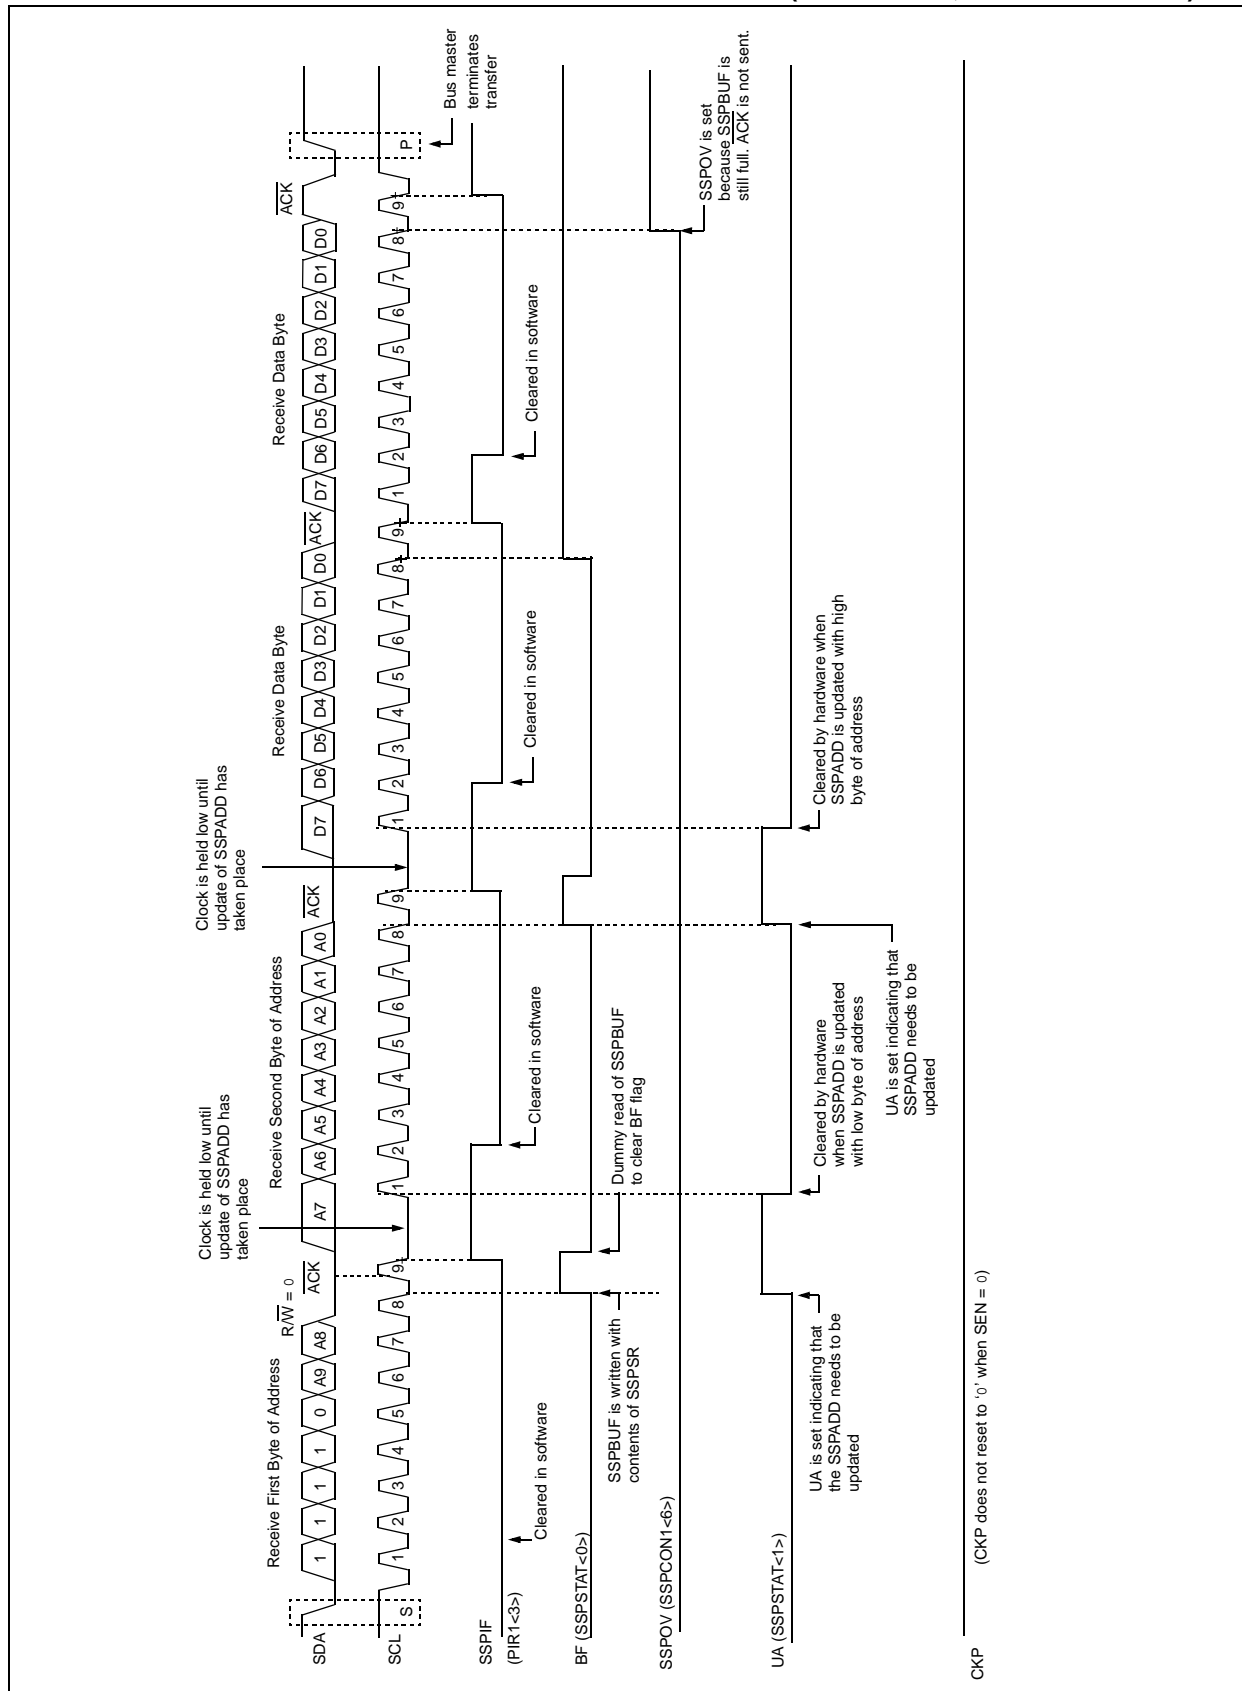 Receive First Byte of Address
R/W = 0
ACK
Clock is held low until
update of SSPADD has
taken place
Receive Second Byte of Address
ACK
Clock is held low until
update of SSPADD has
taken place
Receive Data Byte
ACK
Receive Data Byte
ACK
SDA
1 1 1 1 0 A9 A8
A7 A6 A5 A4 A3 A2 A1 A0
D7 D6 D5 D4 D3 D2 D1 D0
D7 D6 D5 D4 D3 D2 D1 D0
SCL
S
1 2 3 4 5 6 7 8 9
1 2 3 4 5 6 7 8 9
1 2 3 4 5 6 7 8 9
1 2 3 4 5 6 7 8 9
P
Bus master
terminates
transfer
SSPIF
(PIR1<3>)
Cleared in software
Cleared in software
Cleared in software
Cleared in software
BF (SSPSTAT<0>)
SSPBUF is written with
contents of SSPSR
Dummy read of SSPBUF
to clear BF flag
SSPOV (SSPCON1<6>)
SSPOV is set
because SSPBUF is
still full. ACK is not sent.
UA (SSPSTAT<1>)
UA is set indicating that
the SSPADD needs to be
updated
Cleared by hardware
when SSPADD is updated
with low byte of address
UA is set indicating that
SSPADD needs to be
updated
Cleared by hardware when
SSPADD is updated with high
byte of address
CKP
(CKP does not reset to ‘0’ when SEN = 0)